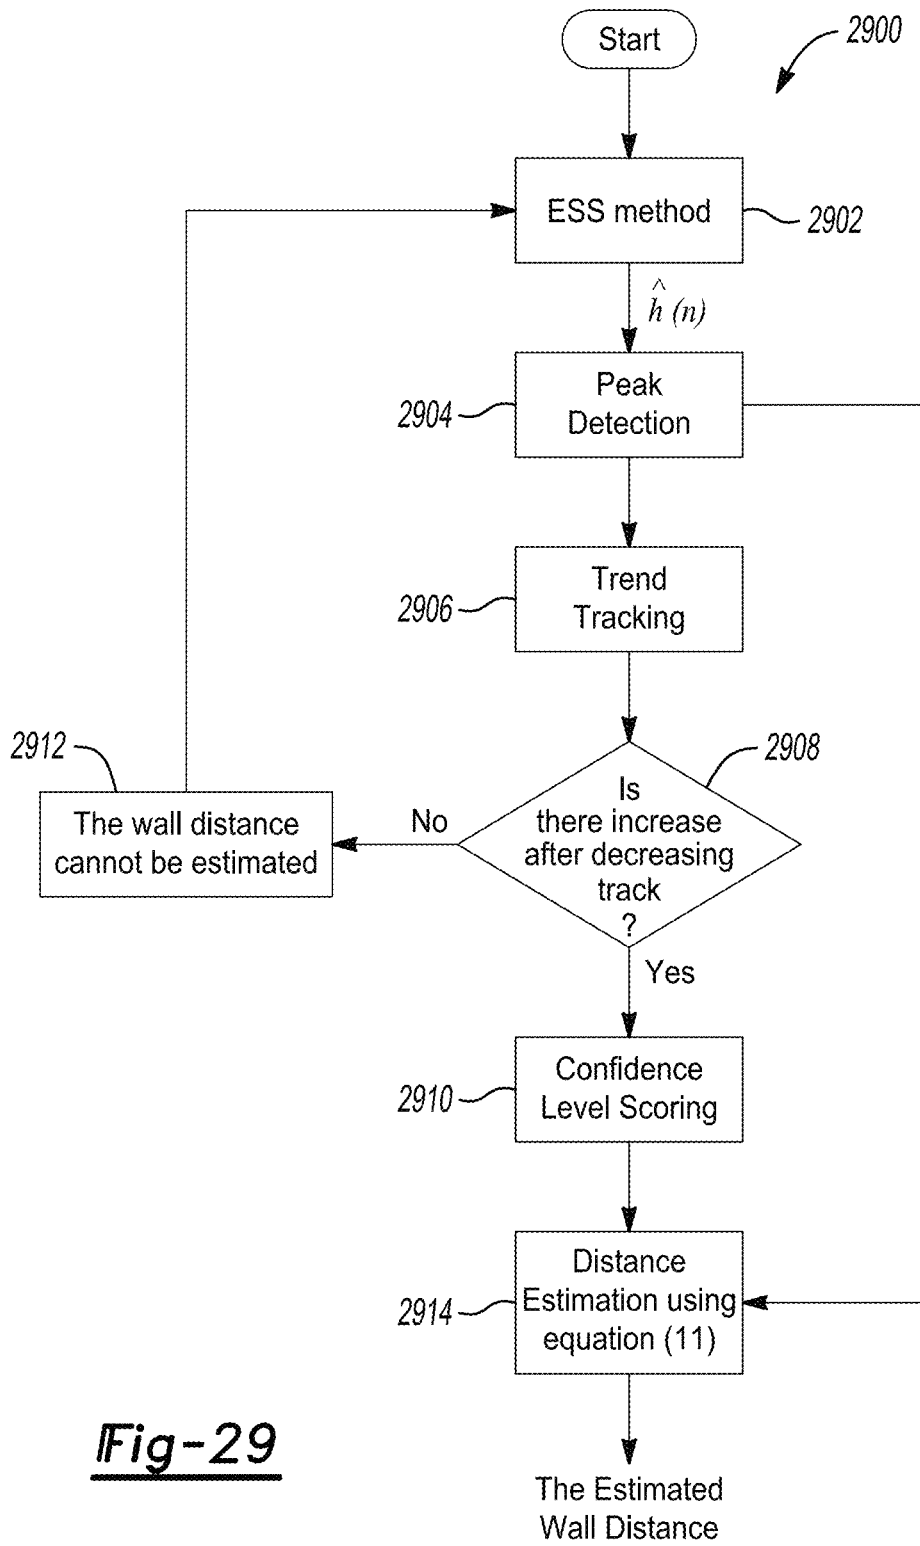 Start
2900
ESS method
2902
ĥ (n)
Peak
Detection
2904
Trend
Tracking
2906
2908
Is
there increase
after decreasing
track
?
No
2912
The wall distance
cannot be estimated
Yes
Confidence
Level Scoring
2910
Distance
Estimation using
equation (11)
2914
The Estimated
Wall Distance
Fig-29